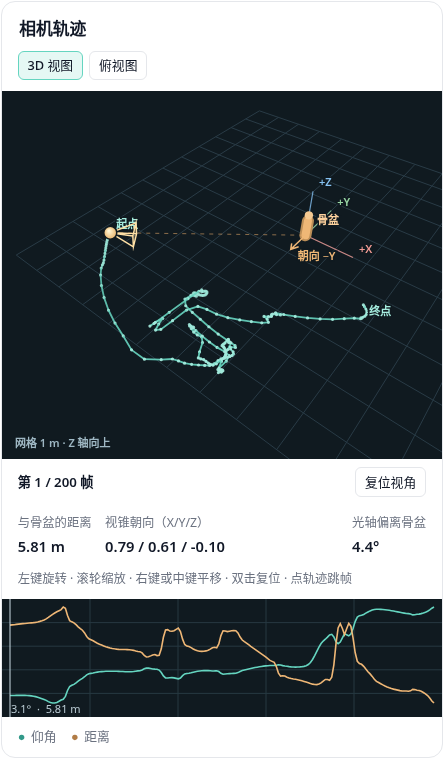 相机轨迹
3D 视图 俯视图
+Z
+Y
起点
骨盆
+X
朝向 −Y
终点
网格 1 m · Z 轴向上
第 1 / 200 帧 复位视角
与骨盆的距离 视锥朝向（X/Y/Z） 光轴偏离骨盆
5.81 m 0.79 / 0.61 / -0.10 4.4°
左键旋转 · 滚轮缩放 · 右键或中键平移 · 双击复位 · 点轨迹跳帧
3.1° · 5.81 m
仰角 距离